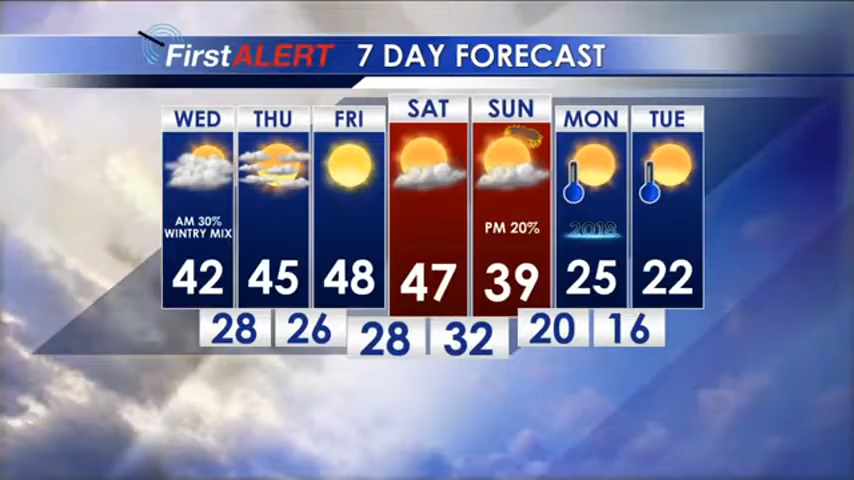 FirstALERT 7 DAY FORECAST
WED THU FRI SAT SUN MON TUE
AM 30%
WINTRY MIX
PM 20%
2018
42 45 48 47 39 25 22
28 26 28 32 20 16